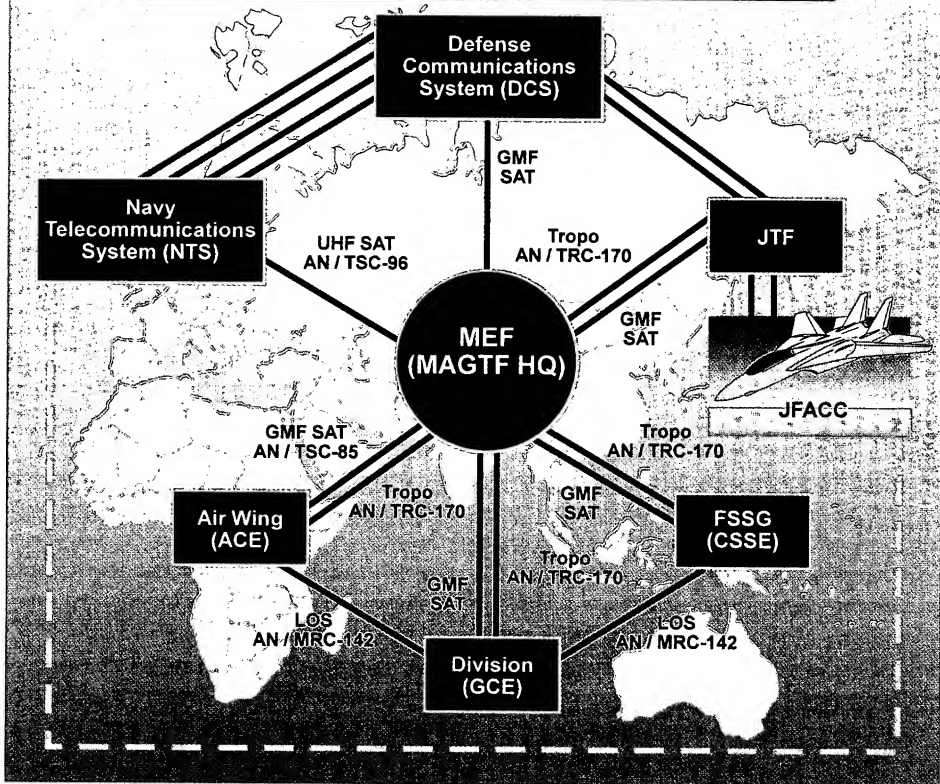 Defense
Communications
System (DCS)
GMF
SAT
Navy
Telecommunications
System (NTS)
UHF SAT
AN / TSC-96
Tropo
AN / TRC-170
JTF
GMF
SAT
MEF
(MAGTF HQ)
JFACC
GMF SAT
AN / TSC-85
Tropo
AN / TRC-170
Tropo
AN / TRC-170
GMF
SAT
Air Wing
(ACE)
FSSG
(CSSE)
GMF
SAT
Tropo
AN / TRC-170
LOS
AN / MRC-142
LOS
AN / MRC-142
Division
(GCE)